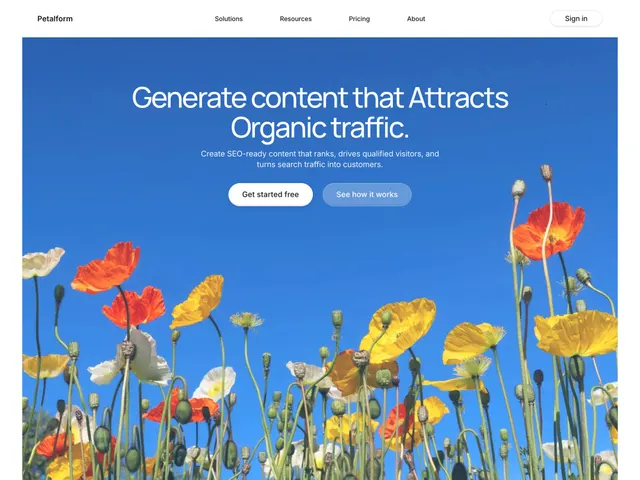 Petalform
Solutions
Resources
Pricing
About
Sign in
Generate content that Attracts
Organic traffic.
Create SEO-ready content that ranks, drives qualified visitors, and
turns search traffic into customers.
Get started free
See how it works